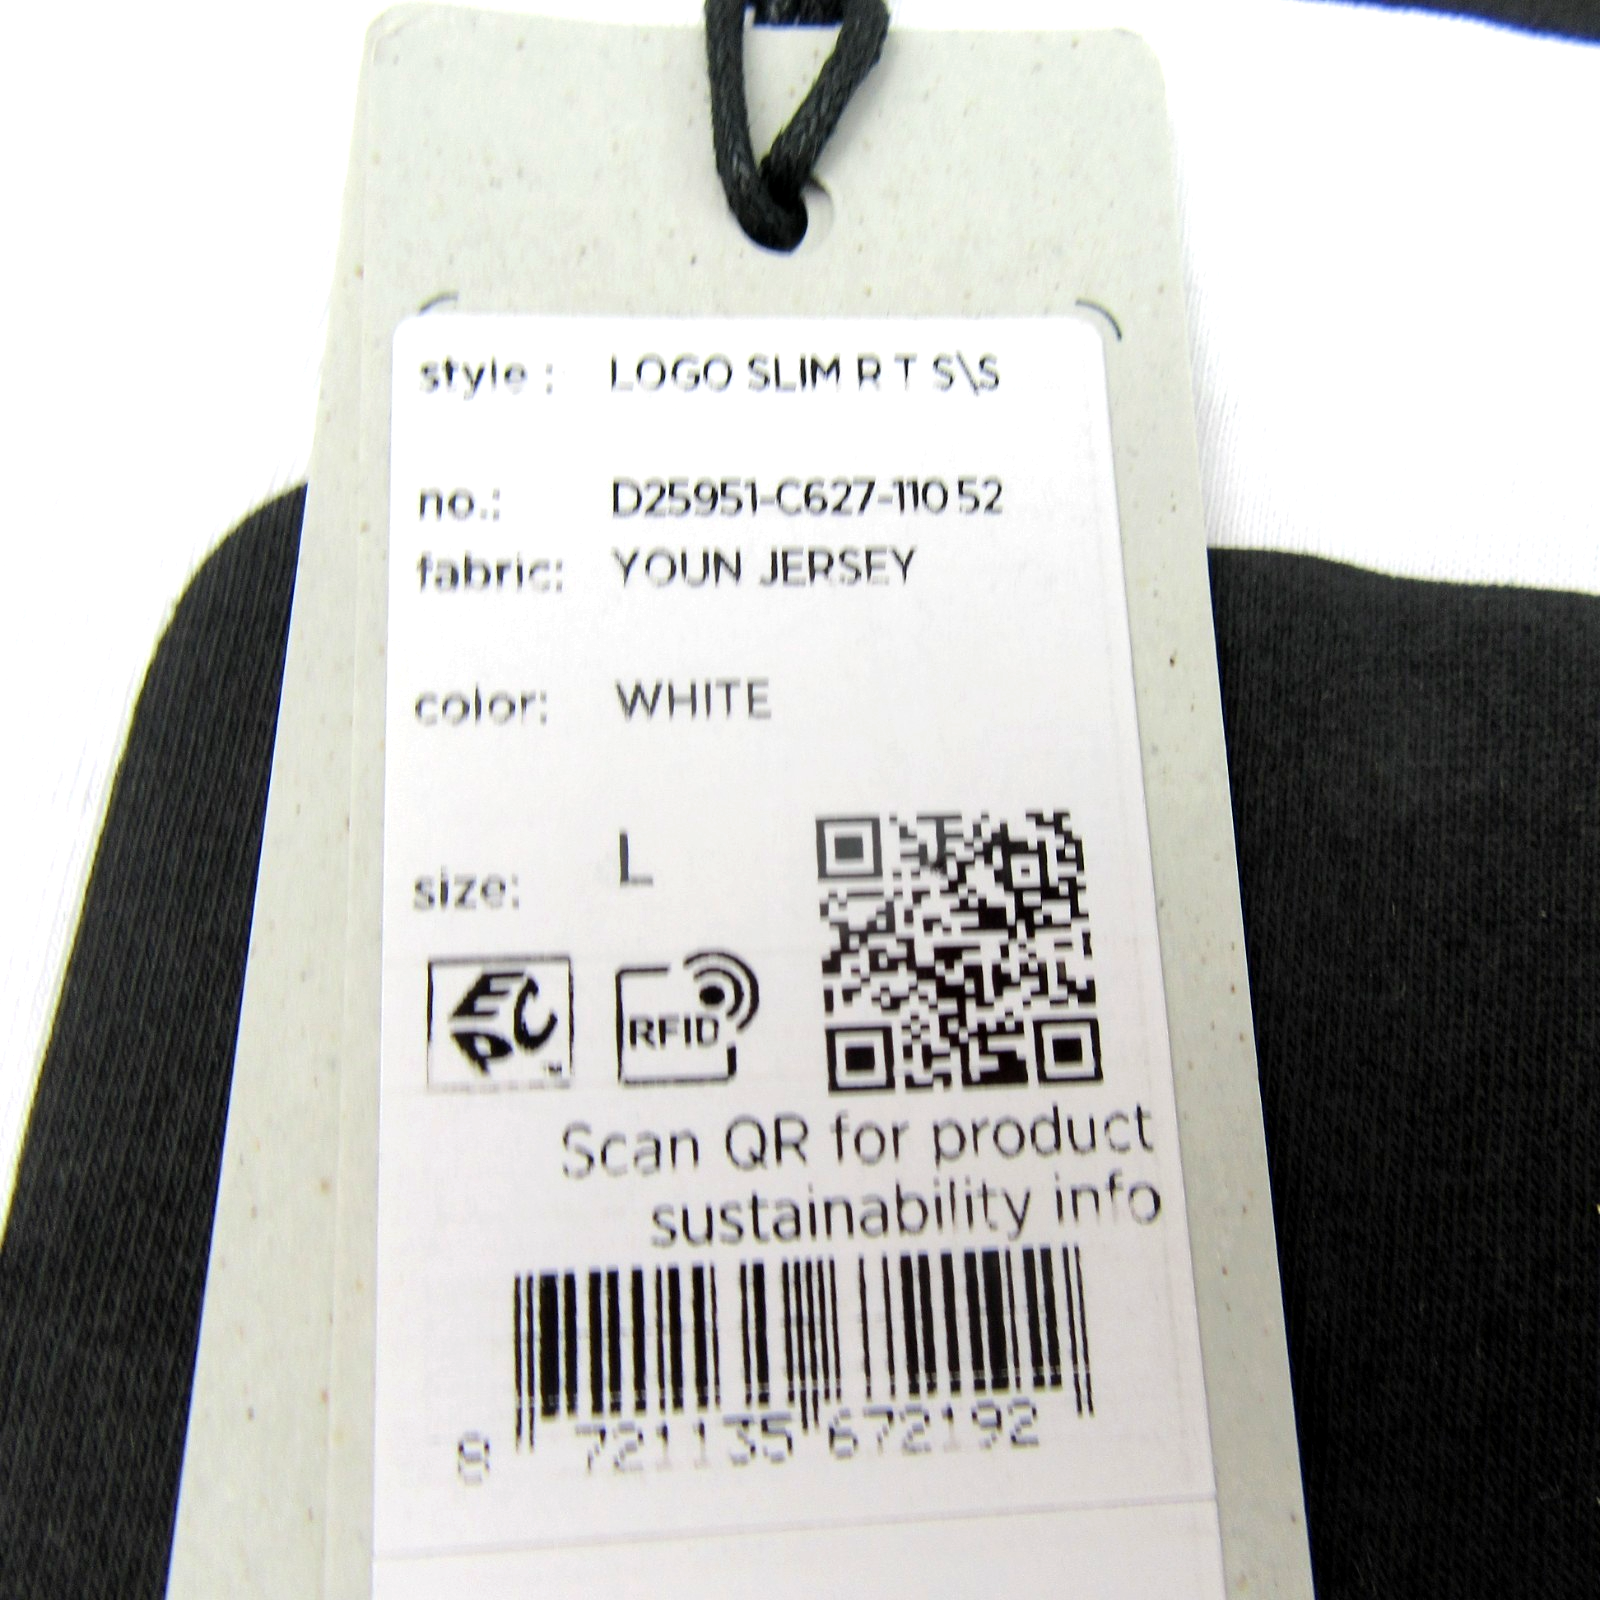 style : LOGO SLIM R T S\S
no.: D25951-C627-110 52
fabric: YOUN JERSEY
color: WHITE
size: L
EPC™
RFID
Scan QR for product
sustainability info
8 721135 672192